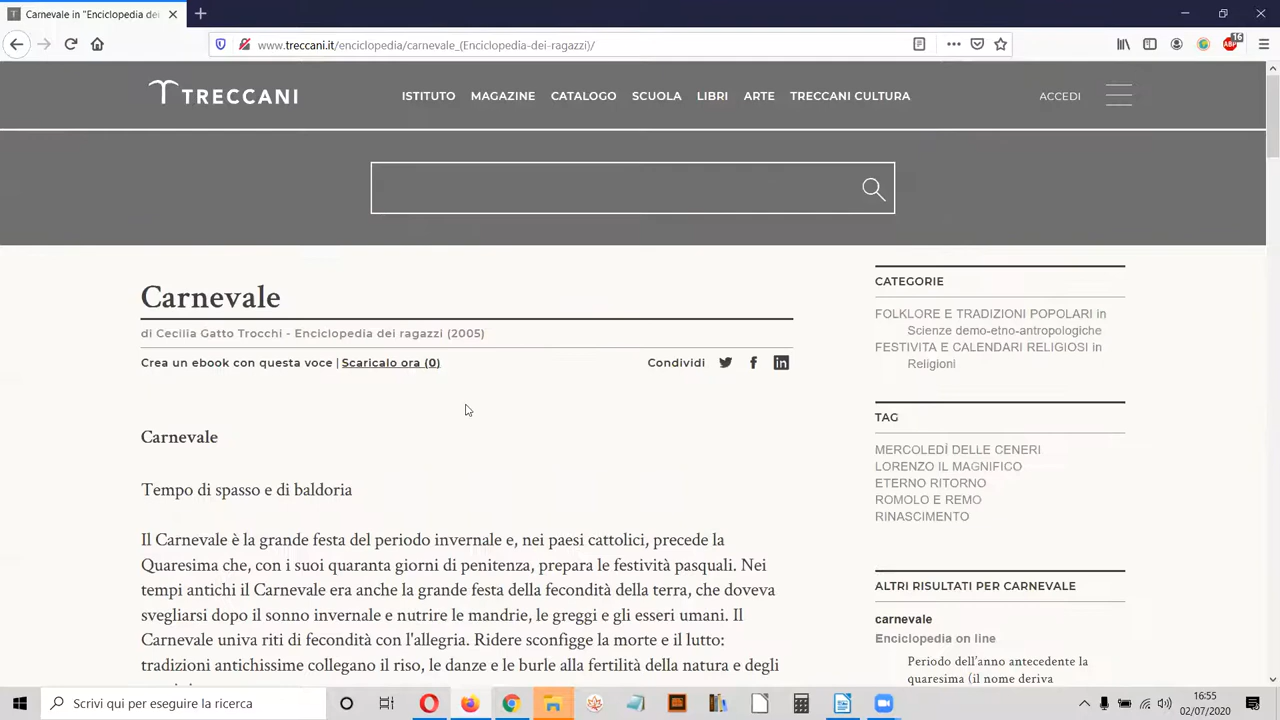 Carnevale in "Enciclopedia de
www.treccani.it/enciclopedia/carnevale_(Enciclopedia-dei-ragazzi)/
ABP
16
TRECCANI
ISTITUTO MAGAZINE CATALOGO SCUOLA LIBRI ARTE TRECCANI CULTURA
ACCEDI
Carnevale
di Cecilia Gatto Trocchi - Enciclopedia dei ragazzi (2005)
Crea un ebook con questa voce | Scaricalo ora (0)
Condividi
Carnevale
Tempo di spasso e di baldoria
Il Carnevale è la grande festa del periodo invernale e, nei paesi cattolici, precede la
Quaresima che, con i suoi quaranta giorni di penitenza, prepara le festività pasquali. Nei
tempi antichi il Carnevale era anche la grande festa della fecondità della terra, che doveva
svegliarsi dopo il sonno invernale e nutrire le mandrie, le greggi e gli esseri umani. Il
Carnevale univa riti di fecondità con l'allegria. Ridere sconfigge la morte e il lutto:
tradizioni antichissime collegano il riso, le danze e le burle alla fertilità della natura e degli
CATEGORIE
FOLKLORE E TRADIZIONI POPOLARI in
Scienze demo-etno-antropologiche
FESTIVITA E CALENDARI RELIGIOSI in
Religioni
TAG
MERCOLEDÌ DELLE CENERI
LORENZO IL MAGNIFICO
ETERNO RITORNO
ROMOLO E REMO
RINASCIMENTO
ALTRI RISULTATI PER CARNEVALE
carnevale
Enciclopedia on line
Periodo dell'anno antecedente la
quaresima (il nome deriva
Scrivi qui per eseguire la ricerca
16:55
02/07/2020